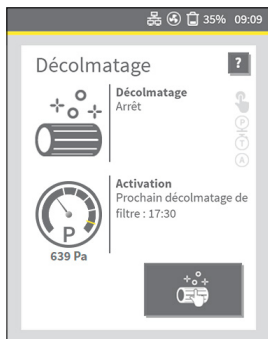 35% 09:09
Décolmatage ?
Décolmatage
Arrêt
P
T
A
Activation
Prochain décolmatage de
filtre : 17:30
P
639 Pa